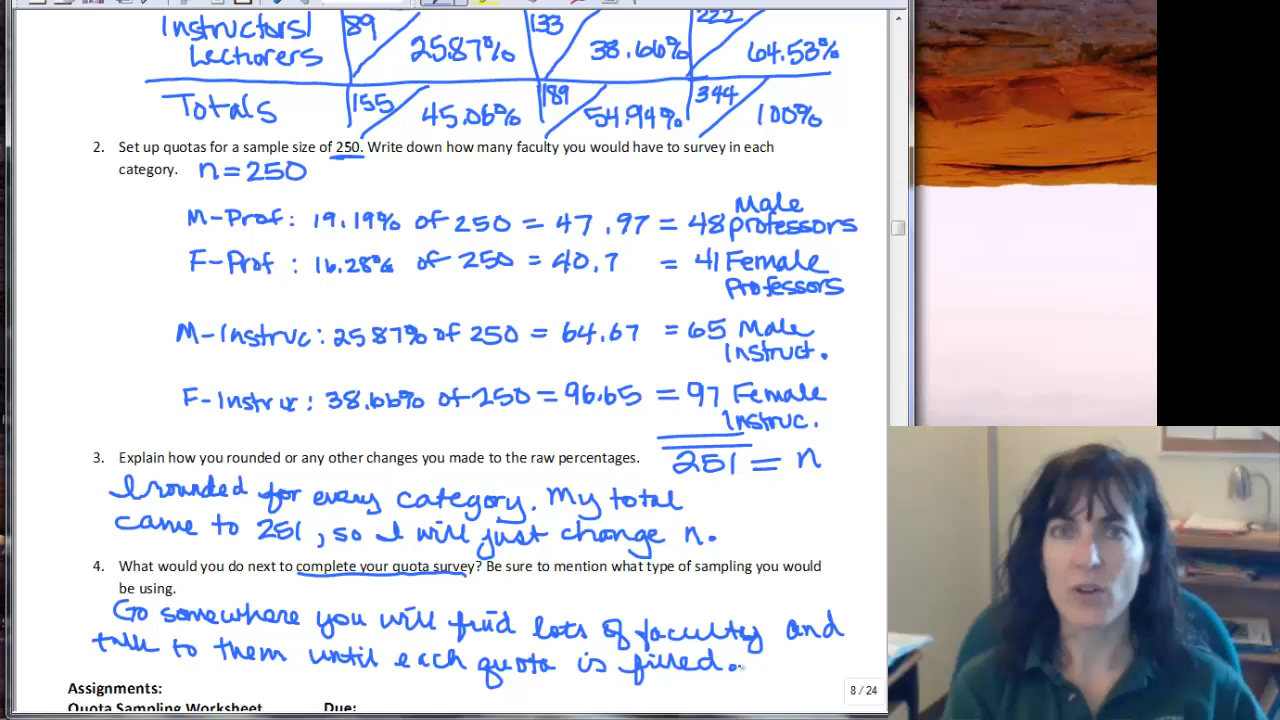 Instructors/ 89 133 222
Lecturers 25.87% 38.66% 64.53%
Totals 155 45.06% 189 54.94% 344 100%
2. Set up quotas for a sample size of 250. Write down how many faculty you would have to survey in each
category. n=250
M-Prof: 19.19% of 250 = 47.97 = 48 Male
professors
F-Prof : 16.28% of 250 = 40.7 = 41 Female
Professors
M-Instruc: 25.87% of 250 = 64.67 = 65 Male
Instruct.
F-Instruc: 38.66% of 250 = 96.65 = 97 Female
Instruc.
251 = n
3. Explain how you rounded or any other changes you made to the raw percentages.
I rounded for every category. My total
came to 251, so I will just change n.
4. What would you do next to complete your quota survey? Be sure to mention what type of sampling you would
be using.
Go somewhere you will find lots of faculty and
talk to them until each quota is filled.
Assignments:
Quota Sampling Worksheet Due:
8 / 24